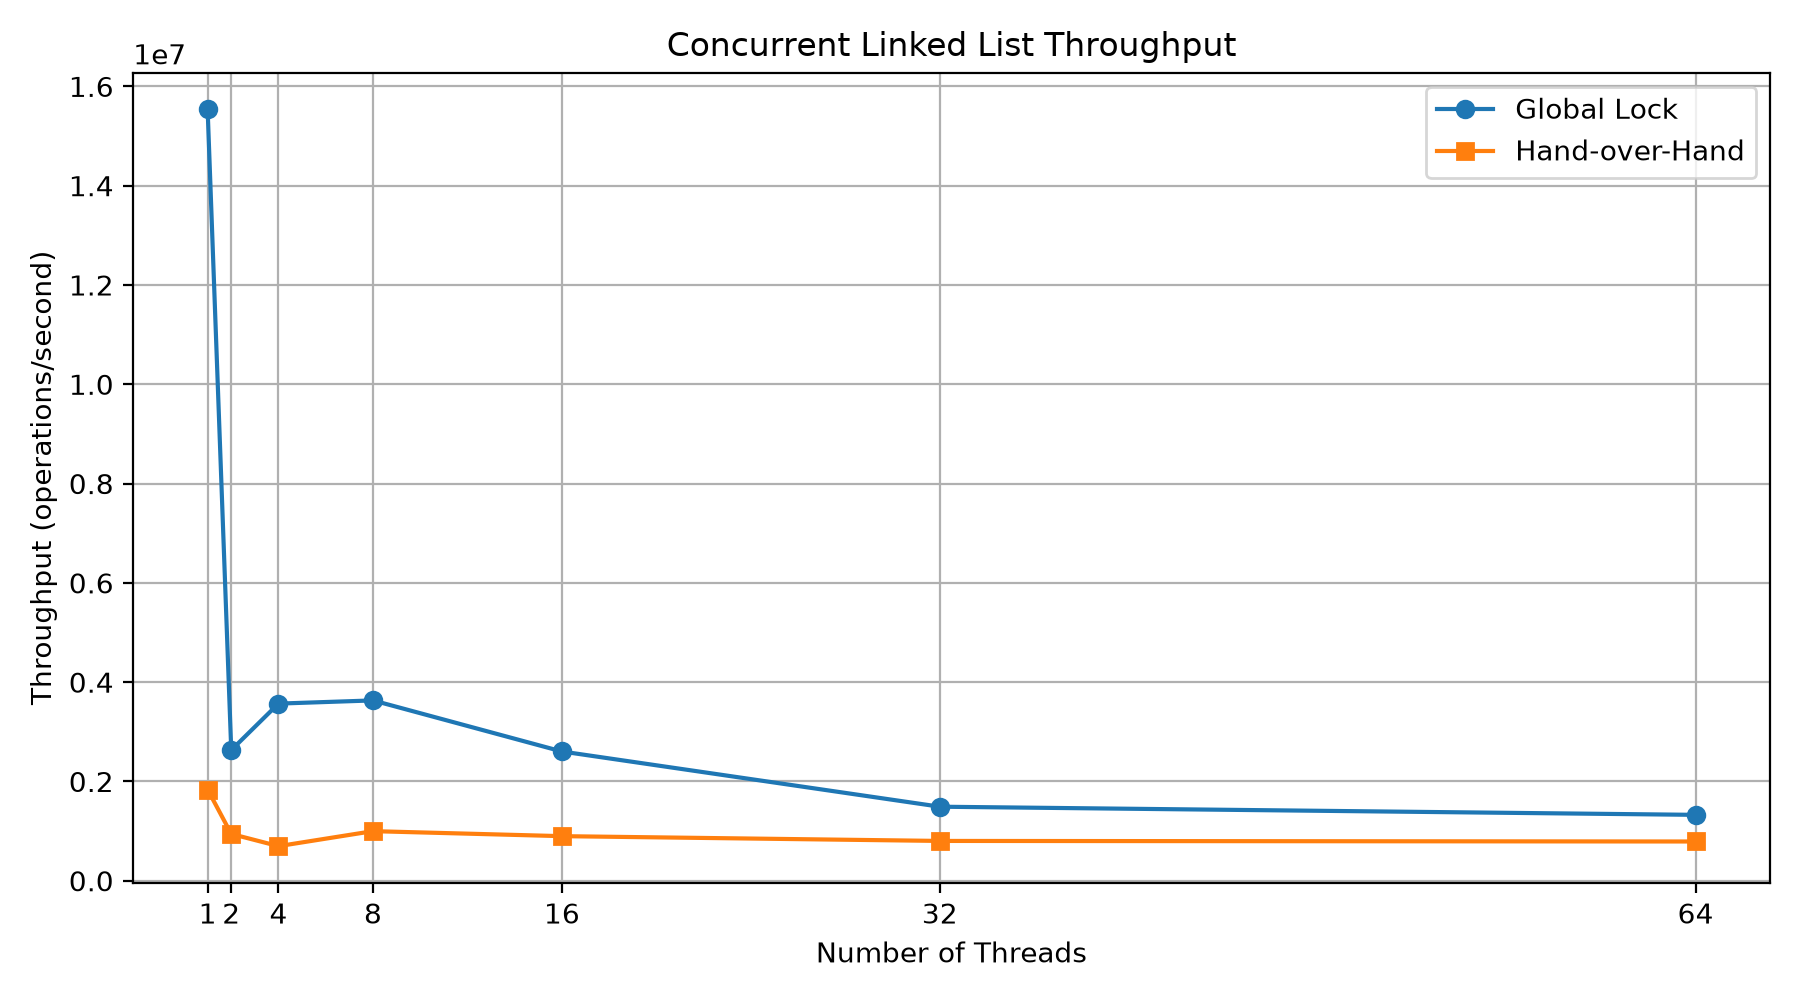 Concurrent Linked List Throughput
1e7
1.6
1.4
1.2
1.0
0.8
0.6
0.4
0.2
0.0
Throughput (operations/second)
Global Lock
Hand-over-Hand
1 2 4 8 16 32 64
Number of Threads